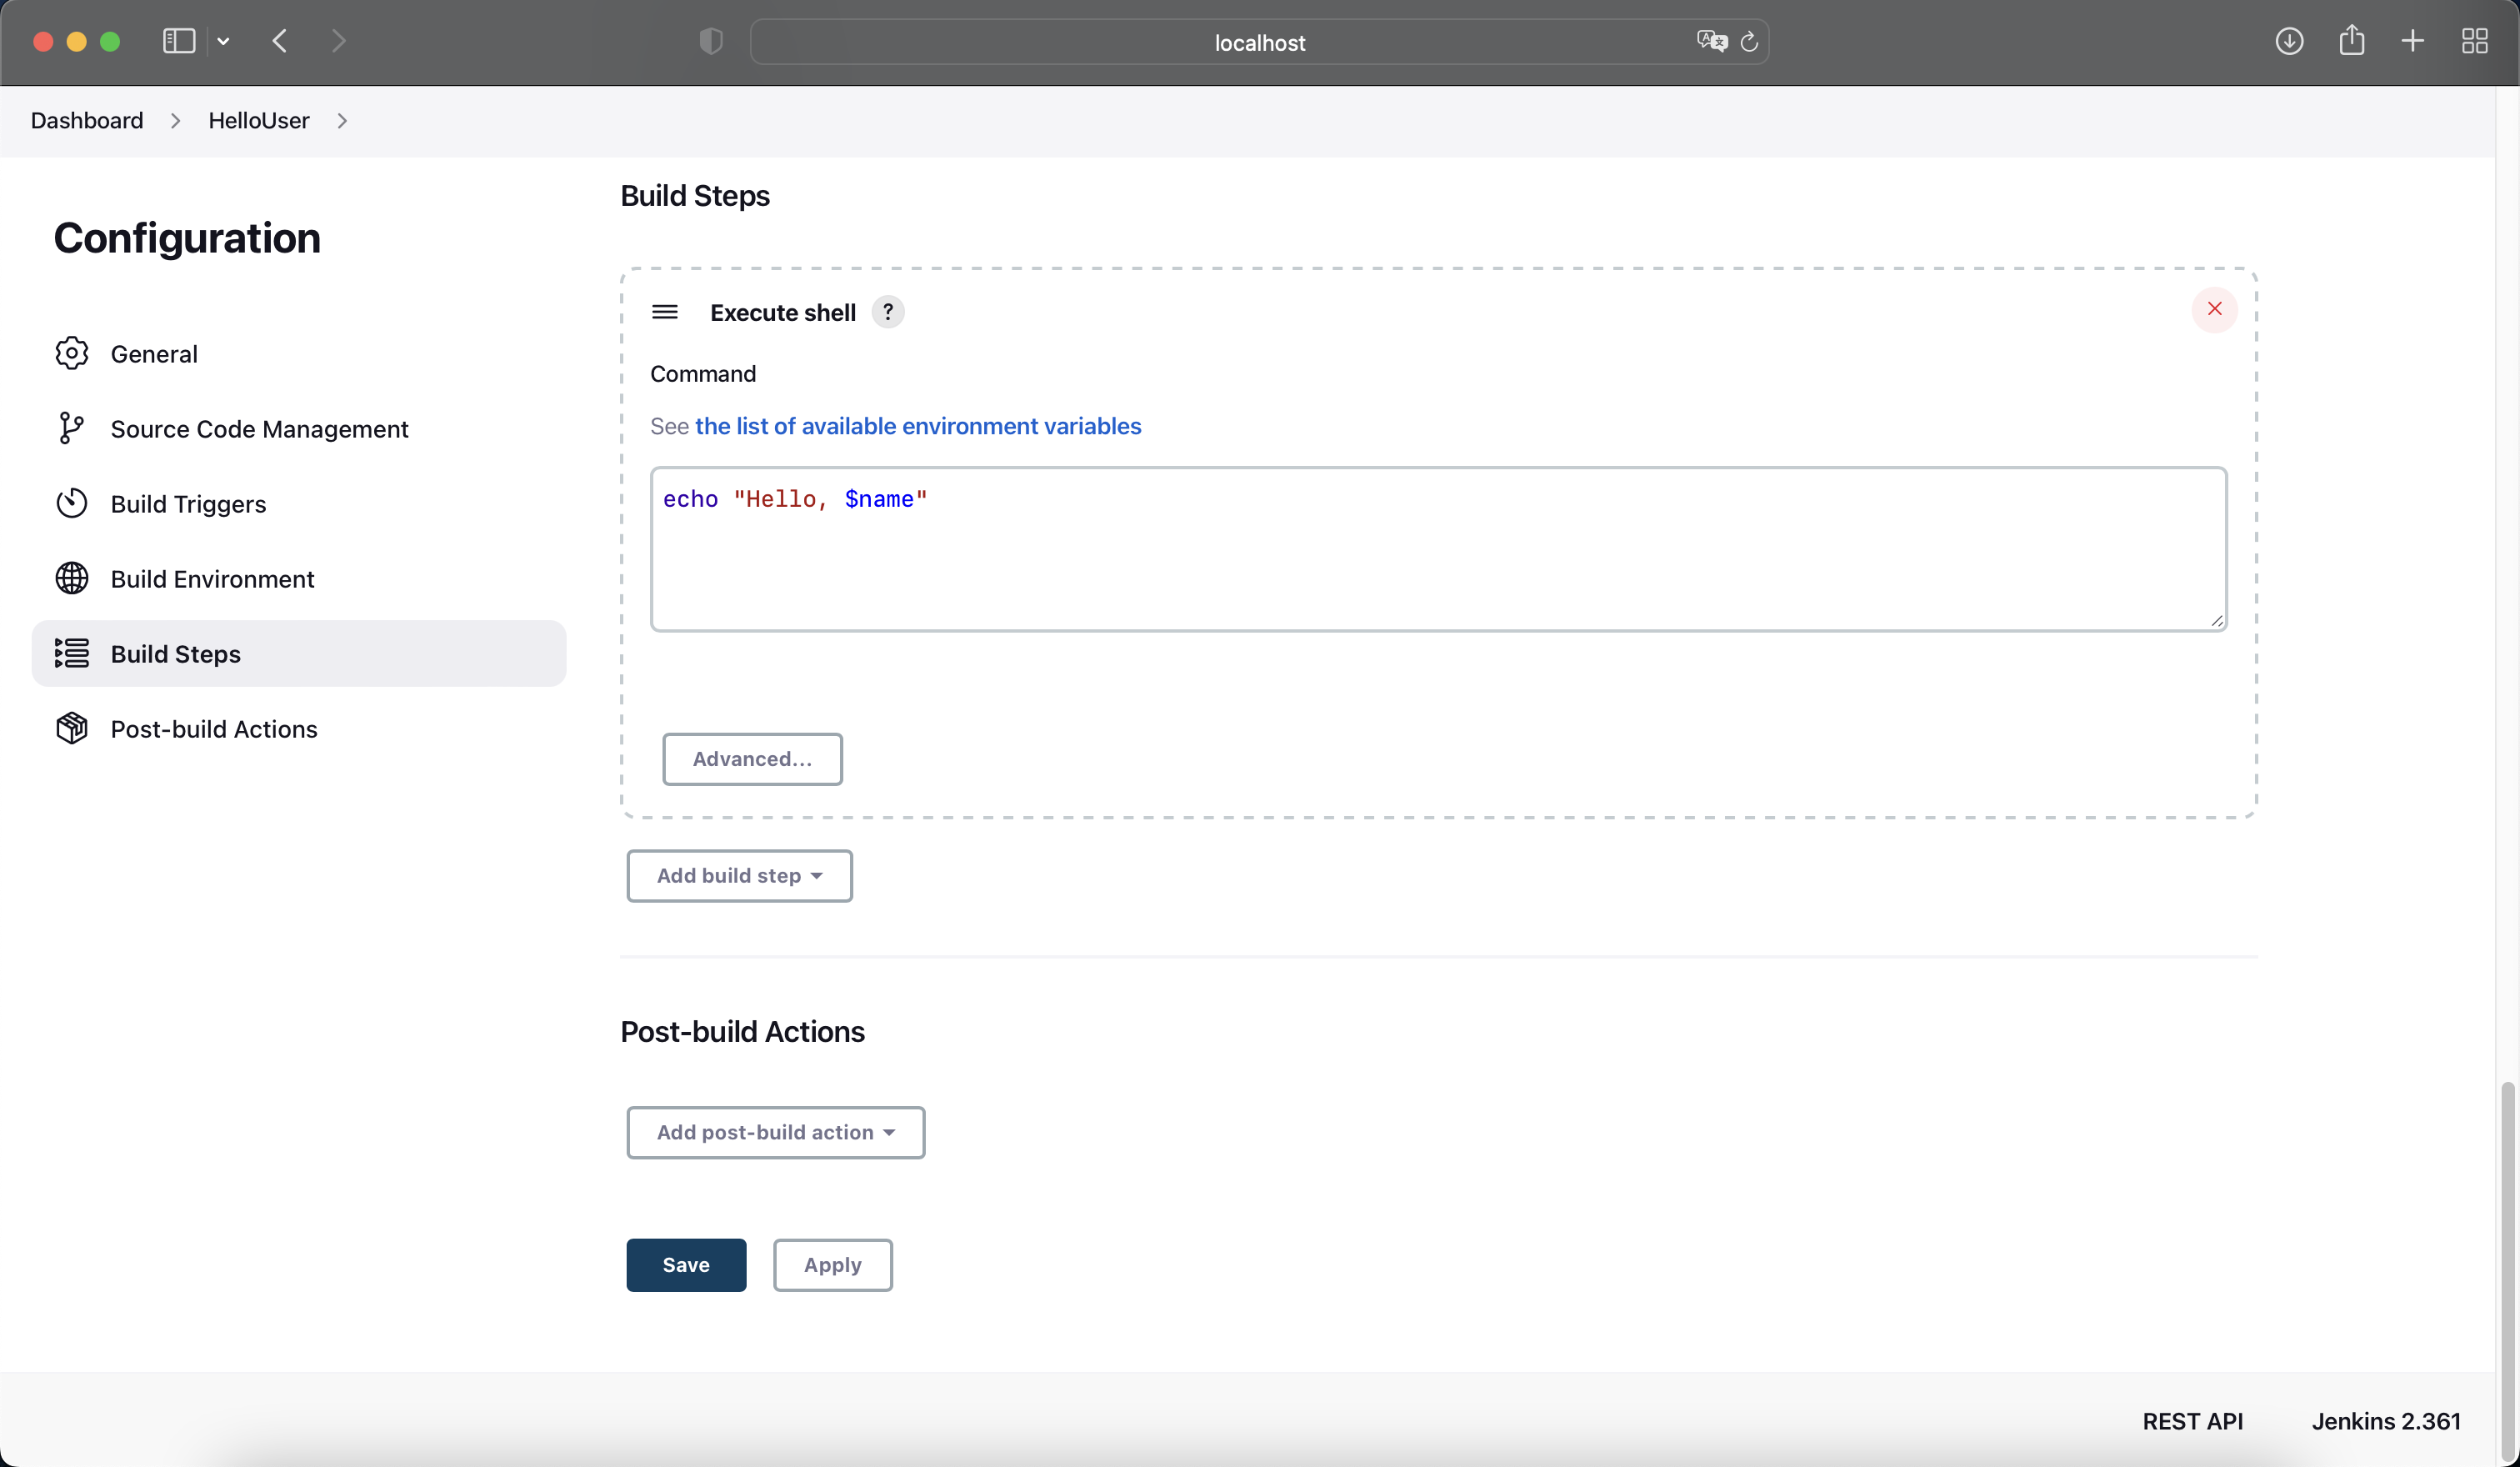 localhost
Dashboard > HelloUser >
Configuration
General
Source Code Management
Build Triggers
Build Environment
Build Steps
Post-build Actions
Build Steps
Execute shell ?
Command
See the list of available environment variables
echo "Hello, $name"
Advanced...
Add build step
Post-build Actions
Add post-build action
Save Apply
REST API Jenkins 2.361